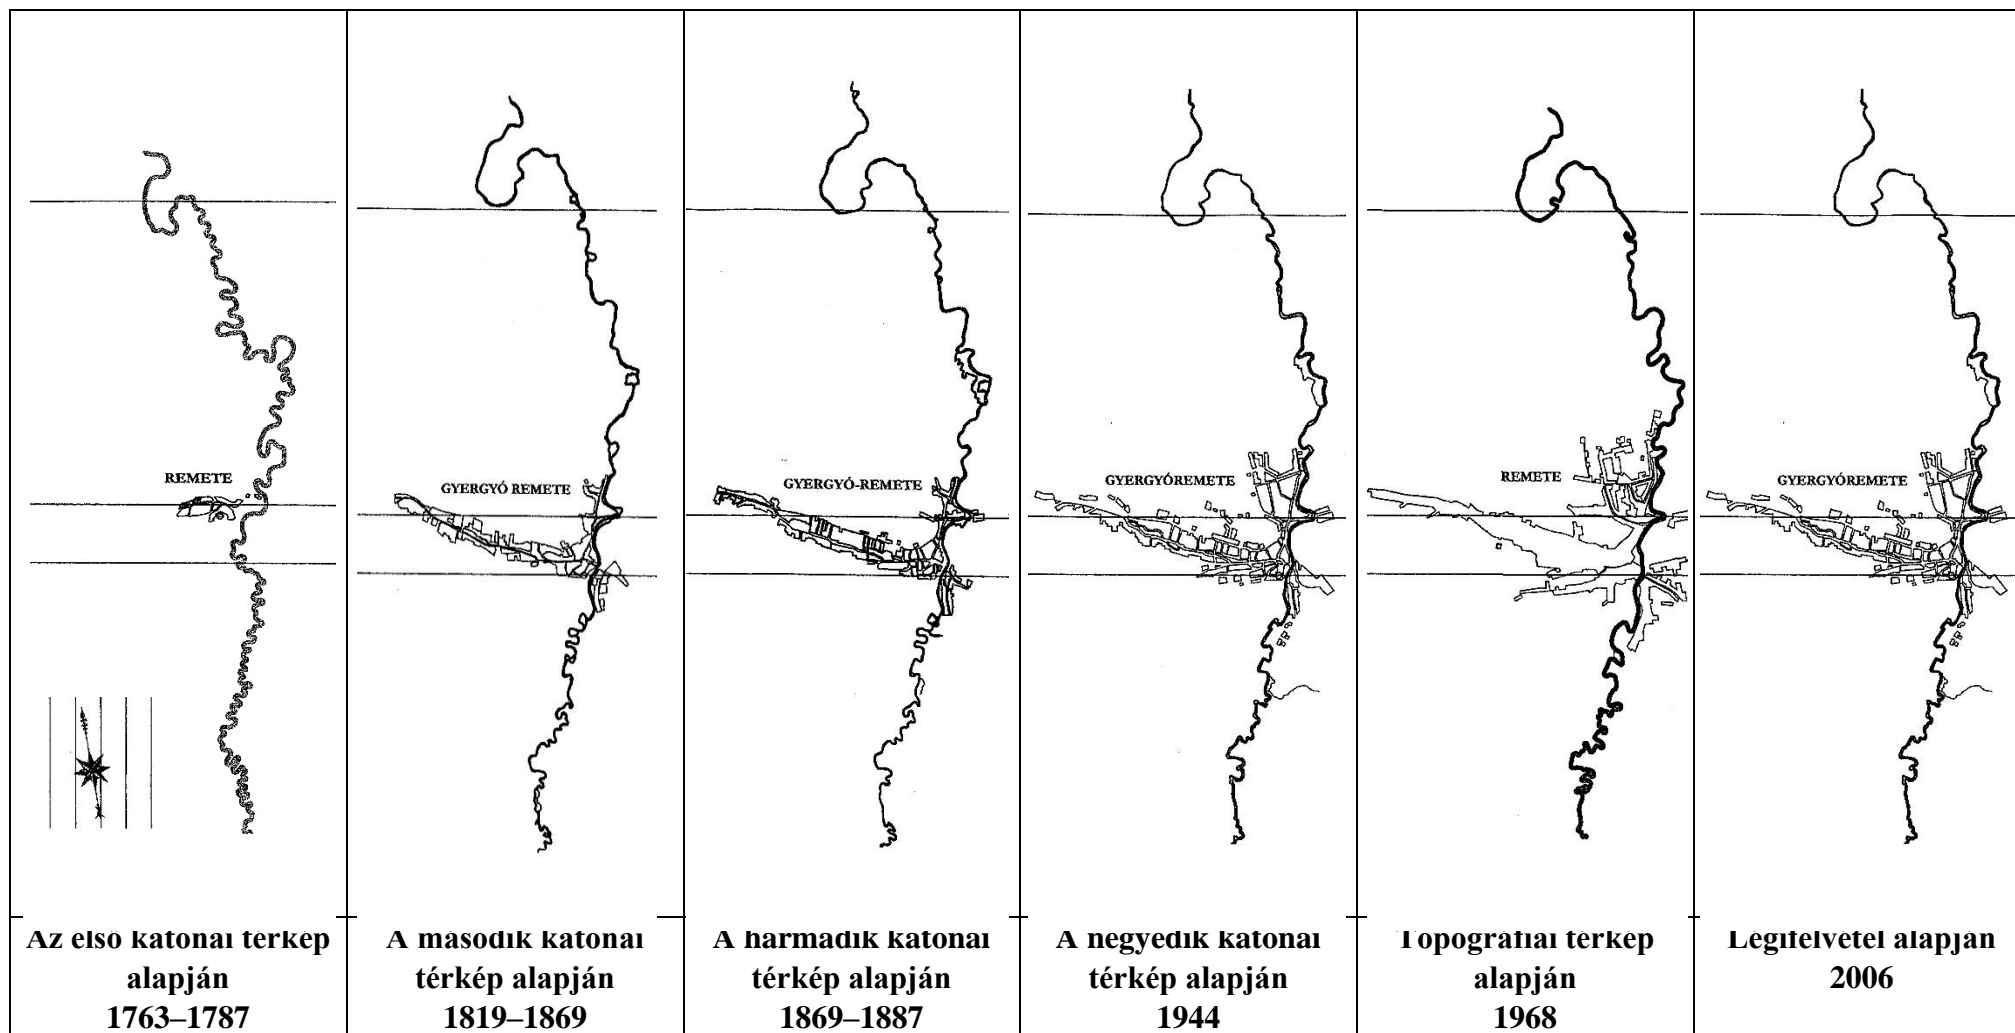 REMETE
GYERGYÓ REMETE
GYERGYÓ-REMETE
GYERGYÓREMETE
REMETE
GYERGYÓREMETE
Az első katonai térkép
alapján
1763–1787
A második katonai
térkép alapján
1819–1869
A harmadik katonai
térkép alapján
1869–1887
A negyedik katonai
térkép alapján
1944
Topográfiai térkép
alapján
1968
Légifelvétel alapján
2006